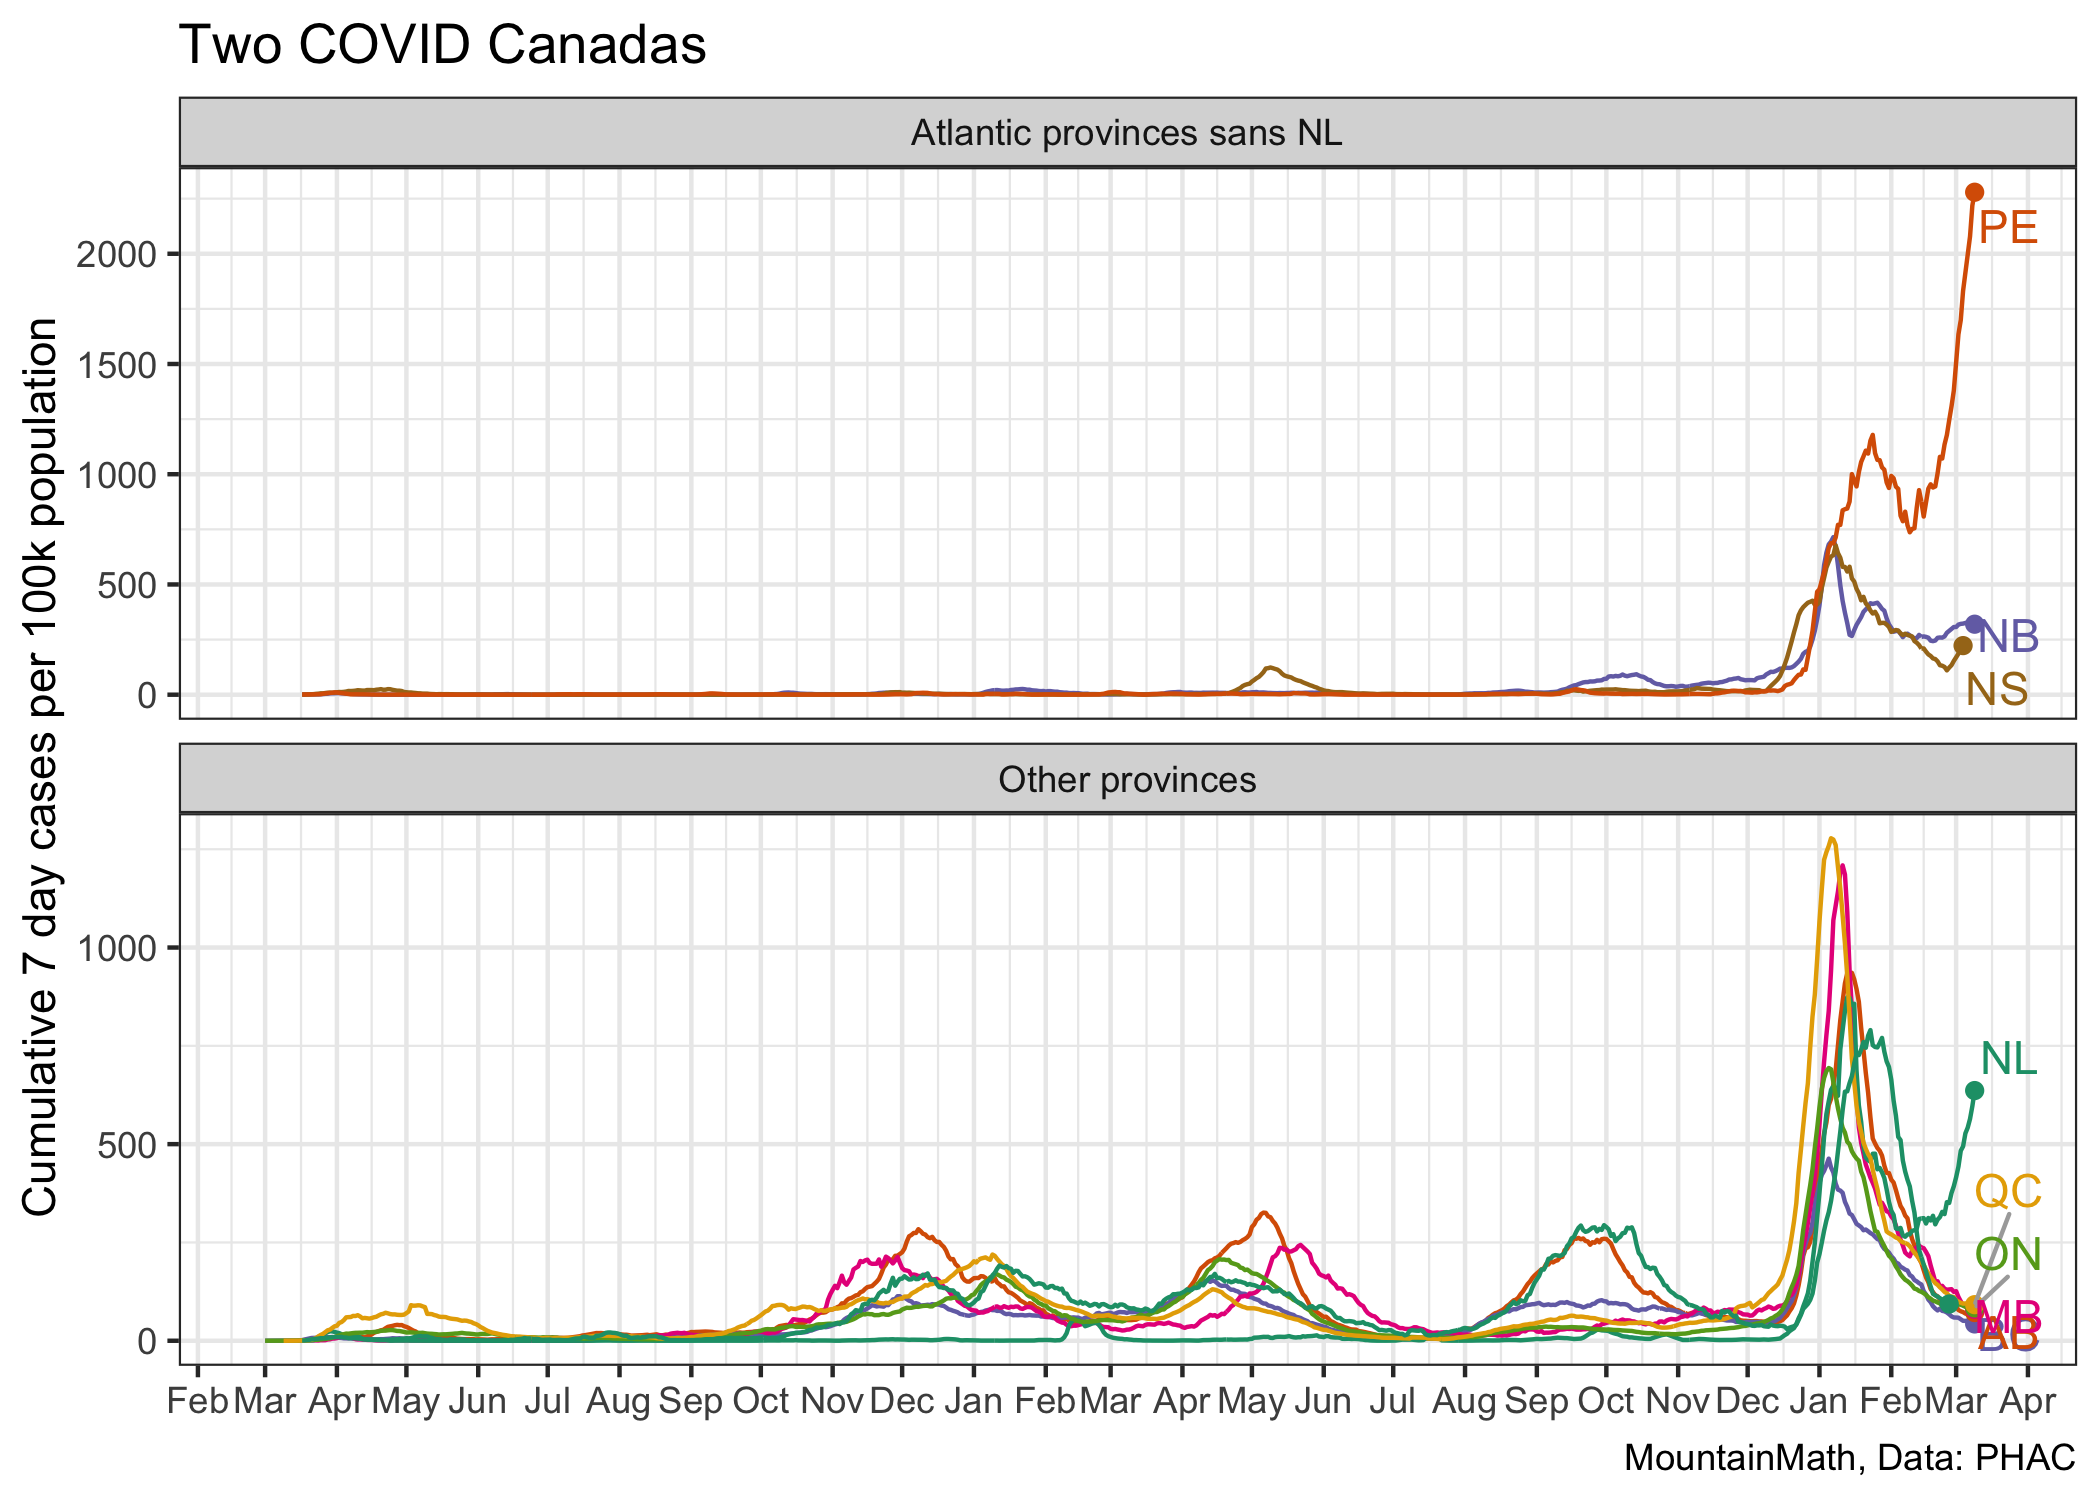 Two COVID Canadas
Atlantic provinces sans NL
Cumulative 7 day cases per 100k population
2000
1500
1000
500
0
PE
NB
NS
Other provinces
1000
500
0
NL
QC
ON
MB
AB
Feb Mar Apr May Jun Jul Aug Sep Oct Nov Dec Jan Feb Mar Apr May Jun Jul Aug Sep Oct Nov Dec Jan Feb Mar Apr
MountainMath, Data: PHAC